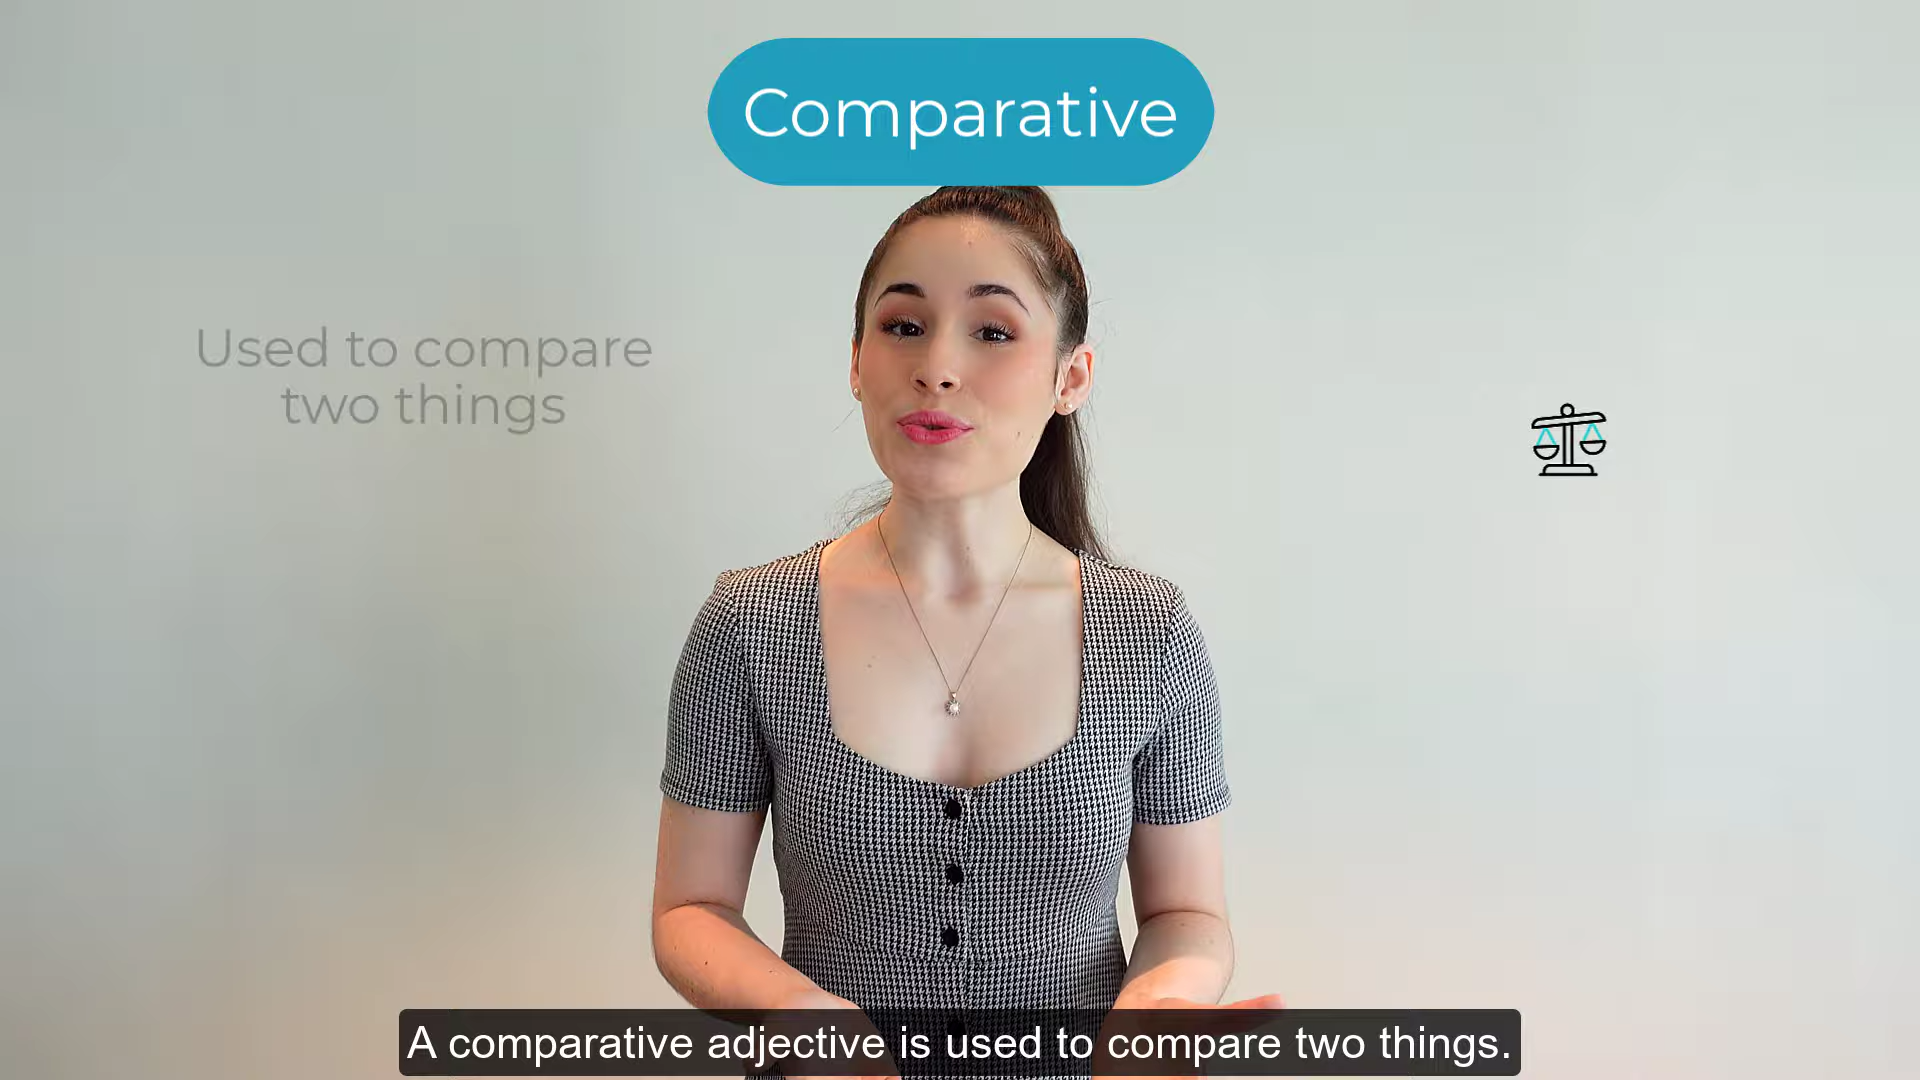 Comparative
Used to compare
two things
A comparative adjective is used to compare two things.